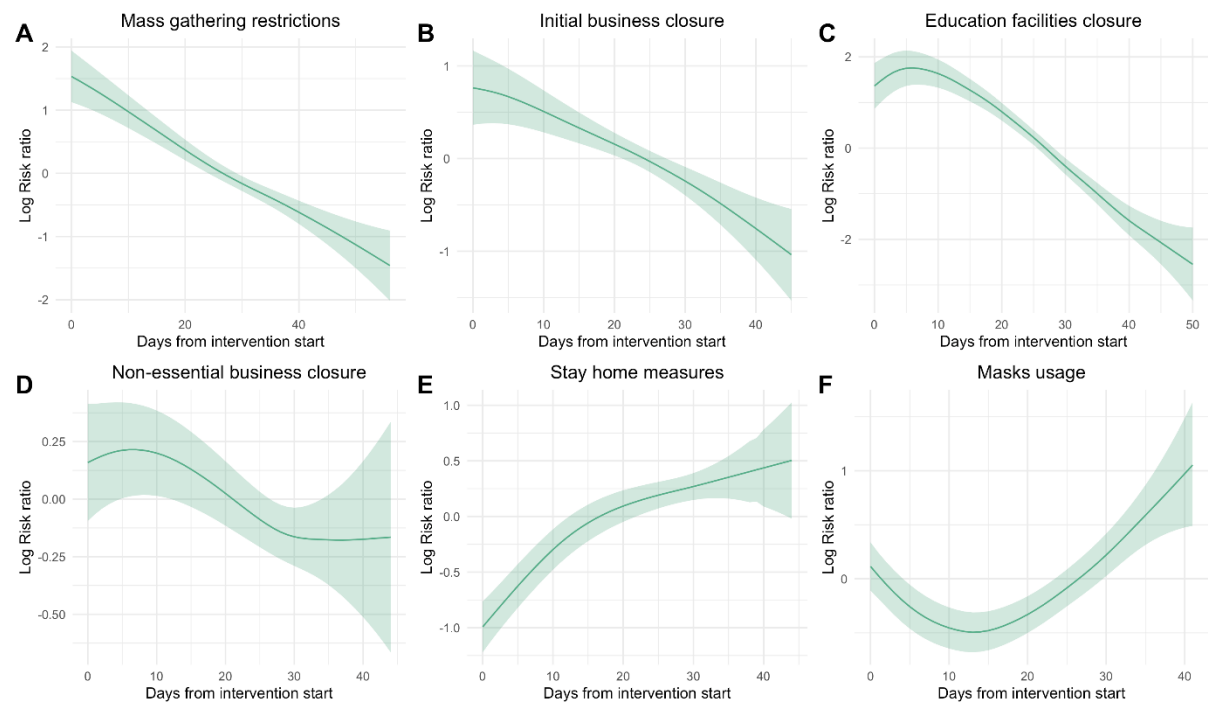 A
Mass gathering restrictions
Log Risk ratio
2
1
0
-1
-2
0 20 40
Days from intervention start
B
Initial business closure
Log Risk ratio
1
0
-1
0 10 20 30 40
Days from intervention start
C
Education facilities closure
Log Risk ratio
2
0
-2
0 10 20 30 40 50
Days from intervention start
D
Non-essential business closure
Log Risk ratio
0.25
0.00
-0.25
-0.50
0 10 20 30 40
Days from intervention start
E
Stay home measures
Log Risk ratio
1.0
0.5
0.0
-0.5
-1.0
0 10 20 30 40
Days from intervention start
F
Masks usage
Log Risk ratio
1
0
0 10 20 30 40
Days from intervention start